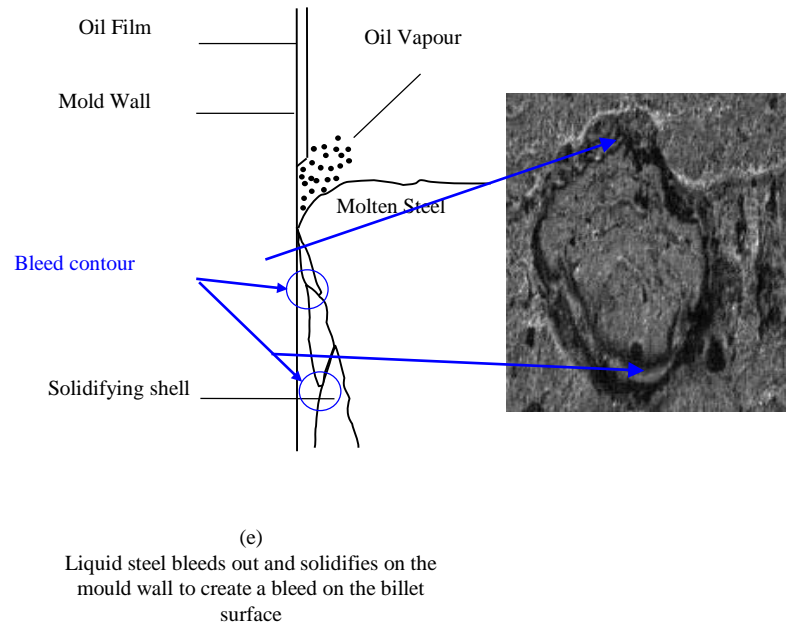 Oil Film
Oil Vapour
Mold Wall
Molten Steel
Bleed contour
Solidifying shell
(e)
Liquid steel bleeds out and solidifies on the
mould wall to create a bleed on the billet
surface